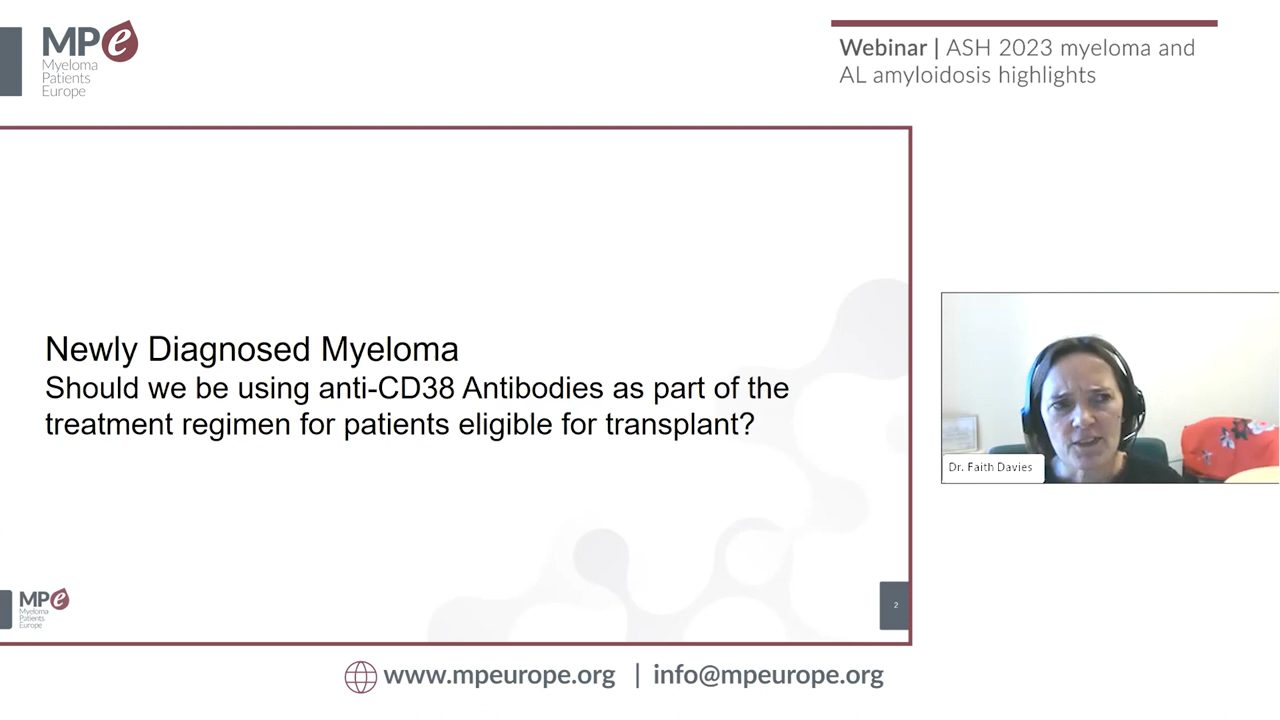 MPe
Myeloma
Patients
Europe
Webinar | ASH 2023 myeloma and
AL amyloidosis highlights
Newly Diagnosed Myeloma
Should we be using anti-CD38 Antibodies as part of the
treatment regimen for patients eligible for transplant?
Dr. Faith Davies
MPe
Myeloma
Patients
Europe
2
www.mpeurope.org | info@mpeurope.org